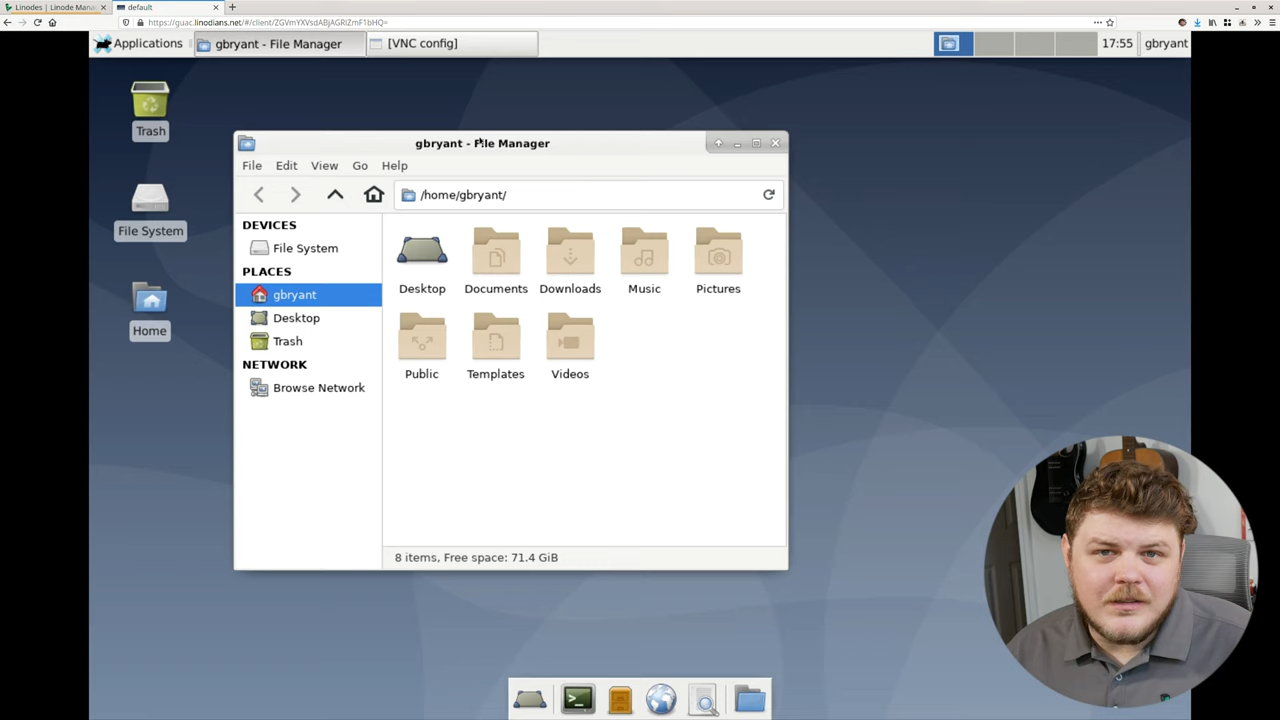 Linodes | Linode Mana
default
https://guac.linodians.net/#/client/
Applications
gbryant - File Manager
[VNC config]
17:55
gbryant
Trash
File System
Home
gbryant - File Manager
File Edit View Go Help
/home/gbryant/
DEVICES
File System
PLACES
gbryant
Desktop
Trash
NETWORK
Browse Network
Desktop Documents Downloads Music Pictures
Public Templates Videos
8 items, Free space: 71.4 GiB